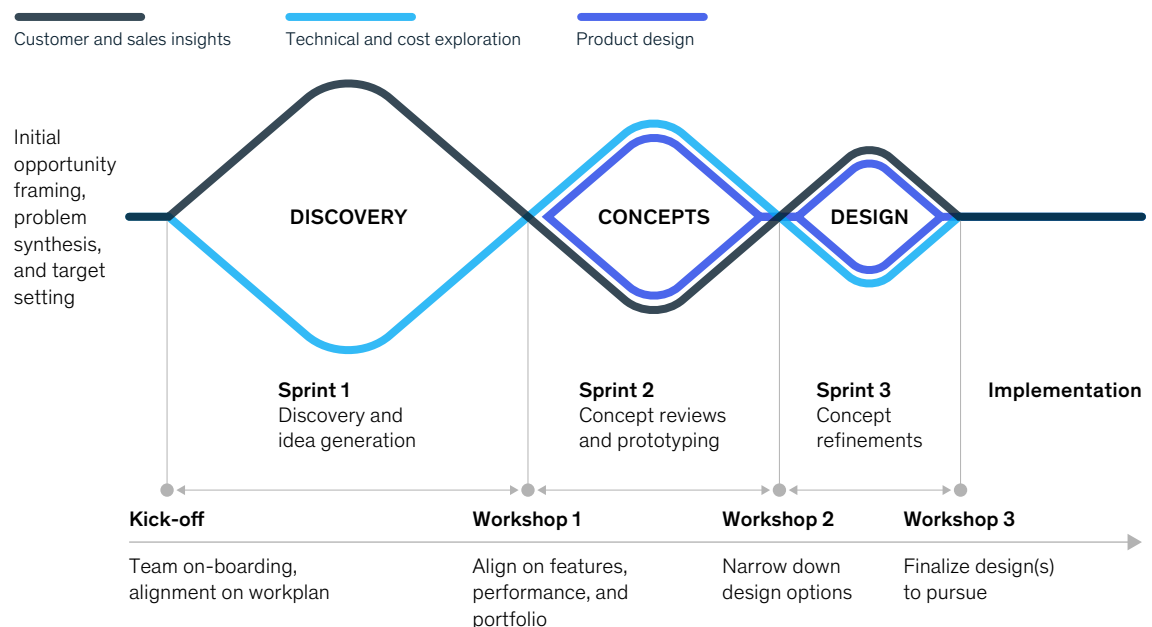 Customer and sales insights
Technical and cost exploration
Product design
Initial
opportunity
framing,
problem
synthesis,
and target
setting
DISCOVERY
CONCEPTS
DESIGN
Sprint 1
Discovery and
idea generation
Sprint 2
Concept reviews
and prototyping
Sprint 3
Concept
refinements
Implementation
Kick-off
Team on-boarding,
alignment on workplan
Workshop 1
Align on features,
performance, and
portfolio
Workshop 2
Narrow down
design options
Workshop 3
Finalize design(s)
to pursue